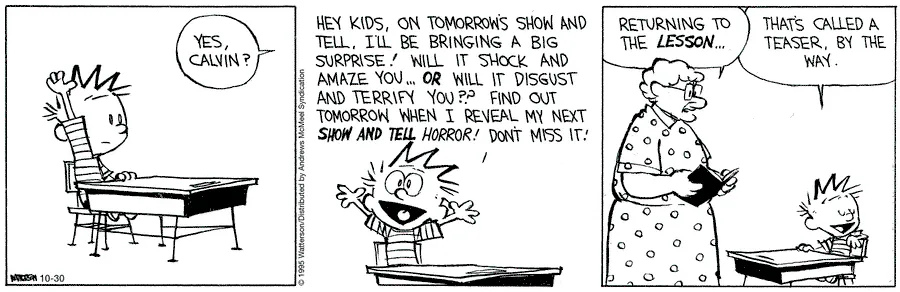 YES,
CALVIN?
WATTERSON 10-30
© 1995 Watterson/Distributed by Andrews McMeel Syndication
HEY KIDS, ON TOMORROW'S SHOW AND
TELL, I'LL BE BRINGING A BIG
SURPRISE! WILL IT SHOCK AND
AMAZE YOU... OR WILL IT DISGUST
AND TERRIFY YOU?? FIND OUT
TOMORROW WHEN I REVEAL MY NEXT
SHOW AND TELL HORROR! DON'T MISS IT!
RETURNING TO
THE LESSON...
THAT'S CALLED A
TEASER, BY THE
WAY.